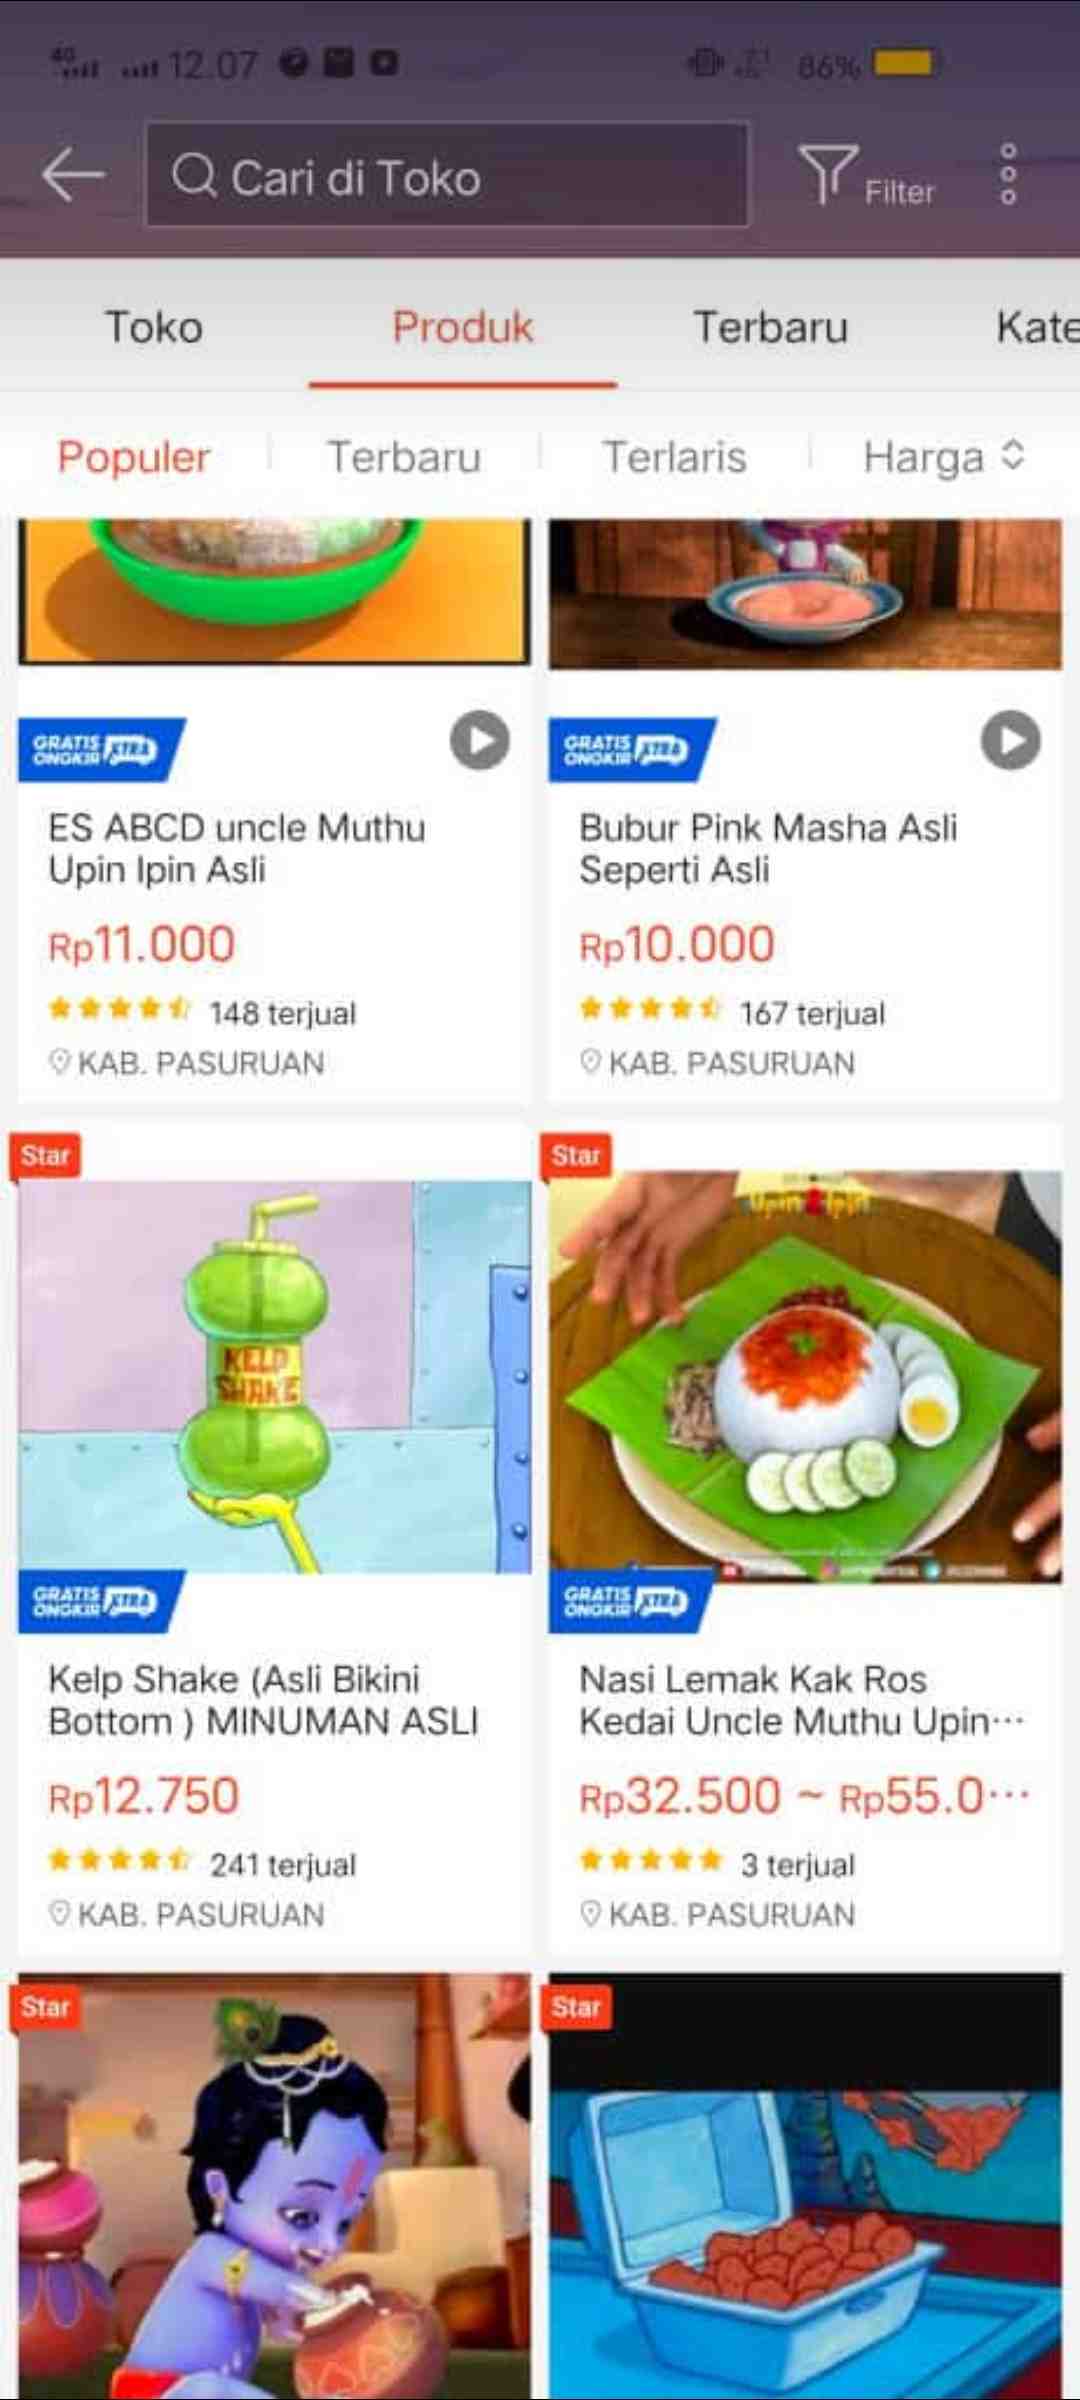 4G 12.07 86%
Cari di Toko Filter
Toko Produk Terbaru Kate
Populer Terbaru Terlaris Harga
GRATIS ONGKIR XTRA
ES ABCD uncle Muthu
Upin Ipin Asli
Rp11.000
148 terjual
KAB. PASURUAN
GRATIS ONGKIR XTRA
Bubur Pink Masha Asli
Seperti Asli
Rp10.000
167 terjual
KAB. PASURUAN
Star
KELP
SHAKE
GRATIS ONGKIR XTRA
Kelp Shake (Asli Bikini
Bottom ) MINUMAN ASLI
Rp12.750
241 terjual
KAB. PASURUAN
Star
Upin & Ipin
GRATIS ONGKIR XTRA
Nasi Lemak Kak Ros
Kedai Uncle Muthu Upin...
Rp32.500 ~ Rp55.0...
3 terjual
KAB. PASURUAN
Star
Star